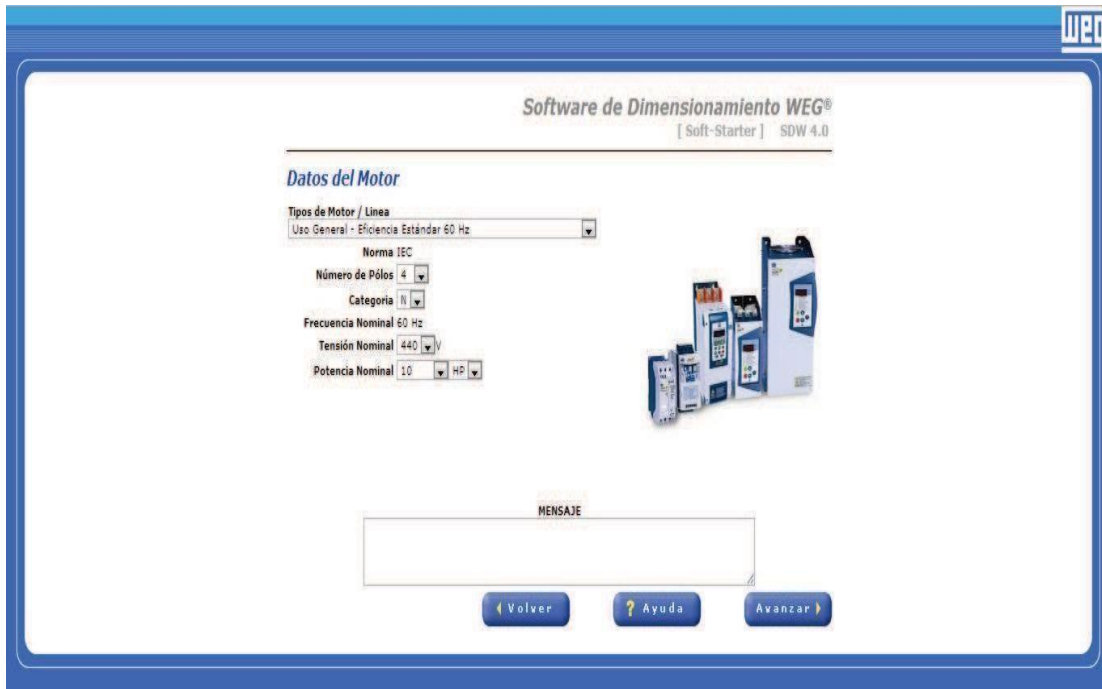 weg
Software de Dimensionamiento WEG®
[ Soft-Starter ] SDW 4.0
Datos del Motor
Tipos de Motor / Linea
Uso General - Eficiencia Estándar 60 Hz
Norma IEC
Número de Pólos 4
Categoria N
Frecuencia Nominal 60 Hz
Tensión Nominal 440 V
Potencia Nominal 10 HP
MENSAJE
Volver
? Ayuda
Avanzar